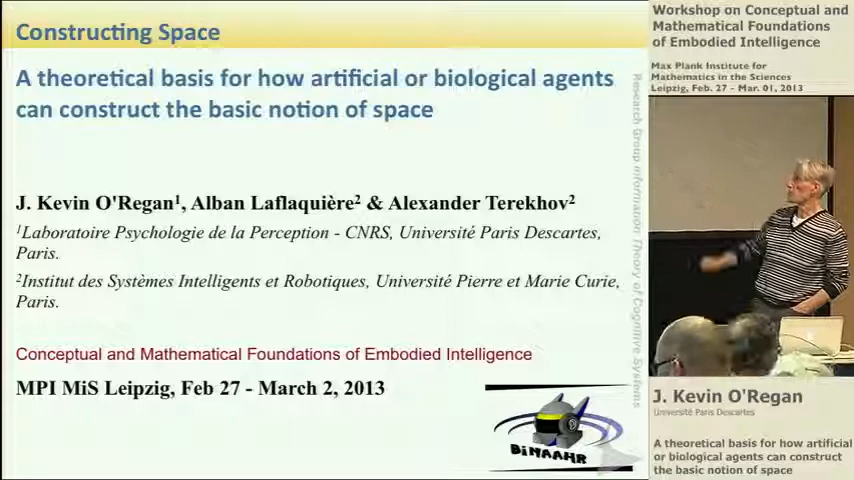 Constructing Space
A theoretical basis for how artificial or biological agents
can construct the basic notion of space
J. Kevin O'Regan¹, Alban Laflaquière² & Alexander Terekhov²
¹Laboratoire Psychologie de la Perception - CNRS, Université Paris Descartes,
Paris.
²Institut des Systèmes Intelligents et Robotiques, Université Pierre et Marie Curie,
Paris.
Conceptual and Mathematical Foundations of Embodied Intelligence
MPI MiS Leipzig, Feb 27 - March 2, 2013
BiNAAHR
Research Group Information Theory of Cognitive Systems
Workshop on Conceptual and
Mathematical Foundations
of Embodied Intelligence
Max Plank Institute for
Mathematics in the Sciences
Leipzig, Feb. 27 - Mar. 01, 2013
J. Kevin O'Regan
Université Paris Descartes
A theoretical basis for how artificial
or biological agents can construct
the basic notion of space